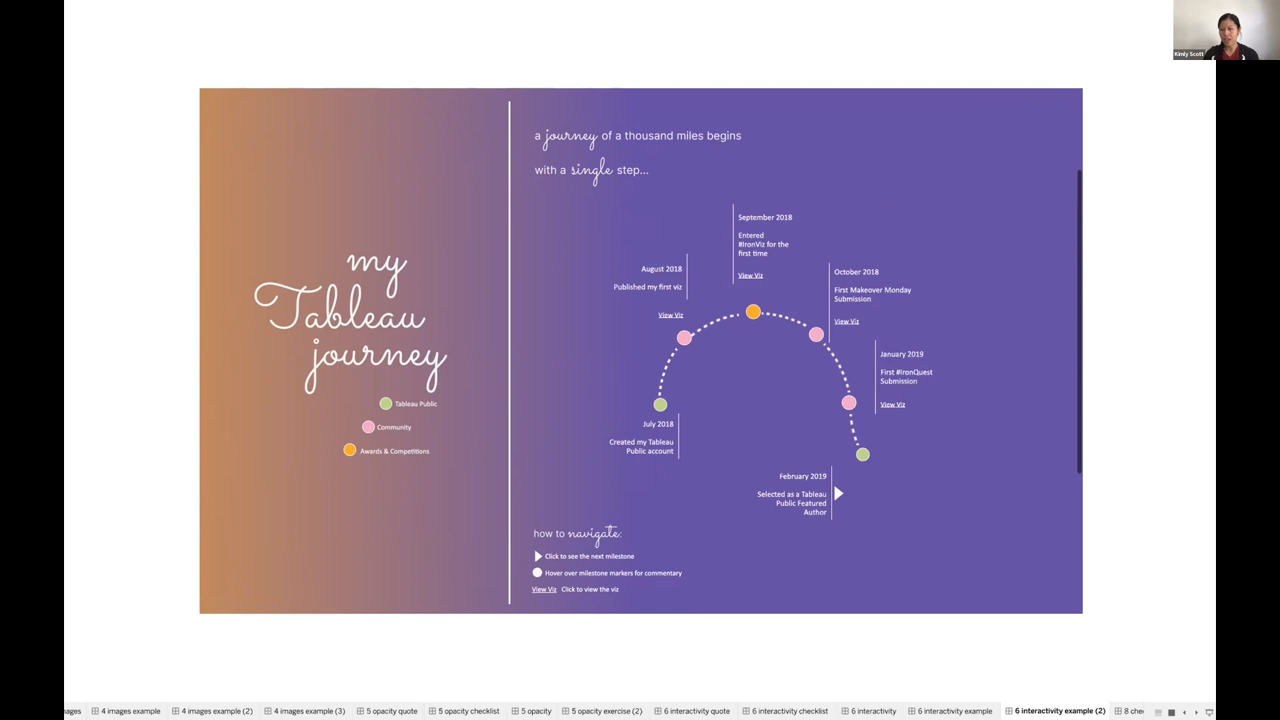 Kimly Scott
a journey of a thousand miles begins
with a single step...
my
Tableau
journey
Tableau Public
Community
Awards & Competitions
July 2018
Created my Tableau
Public account
August 2018
Published my first viz
View Viz
September 2018
Entered
#IronViz for the
first time
View Viz
October 2018
First Makeover Monday
Submission
View Viz
January 2019
First #IronQuest
Submission
View Viz
February 2019
Selected as a Tableau
Public Featured
Author
how to navigate:
Click to see the next milestone
Hover over milestone markers for commentary
View Viz Click to view the viz
mages 4 images example 4 images example (2) 4 images example (3) 5 opacity quote 5 opacity checklist 5 opacity 5 opacity exercise (2) 6 interactivity quote 6 interactivity checklist 6 interactivity 6 interactivity example 6 interactivity example (2) 8 che